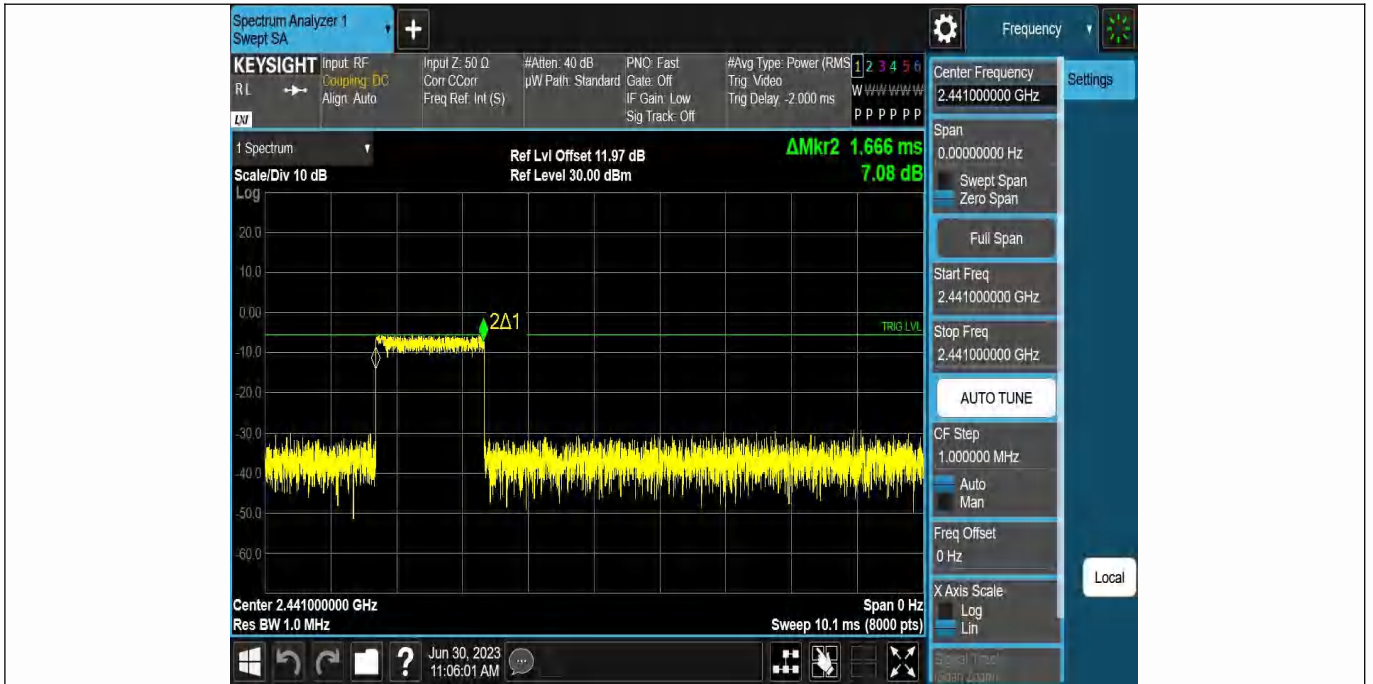 Spectrum Analyzer 1
Swept SA
+
Frequency
KEYSIGHT
R L
LXI
Input: RF
Coupling: DC
Align: Auto
Input Z: 50 Ω
Corr CCorr
Freq Ref: Int (S)
#Atten: 40 dB
µW Path: Standard
PNO: Fast
Gate: Off
IF Gain: Low
Sig Track: Off
#Avg Type: Power (RMS
Trig: Video
Trig Delay: -2.000 ms
1 2 3 4 5 6
W W W W W W
P P P P P P
1 Spectrum
Scale/Div 10 dB
Ref Lvl Offset 11.97 dB
Ref Level 30.00 dBm
ΔMkr2 1.666 ms
7.08 dB
Log
20.0
10.0
0.00
-10.0
-20.0
-30.0
-40.0
-50.0
-60.0
2Δ1
TRIG LVL
Center 2.441000000 GHz
Res BW 1.0 MHz
Span 0 Hz
Sweep 10.1 ms (8000 pts)
Center Frequency
2.441000000 GHz
Settings
Span
0.00000000 Hz
Swept Span
Zero Span
Full Span
Start Freq
2.441000000 GHz
Stop Freq
2.441000000 GHz
AUTO TUNE
CF Step
1.000000 MHz
Auto
Man
Freq Offset
0 Hz
X Axis Scale
Log
Lin
Signal Track
(Span Zoom)
Local
?
Jun 30, 2023
11:06:01 AM